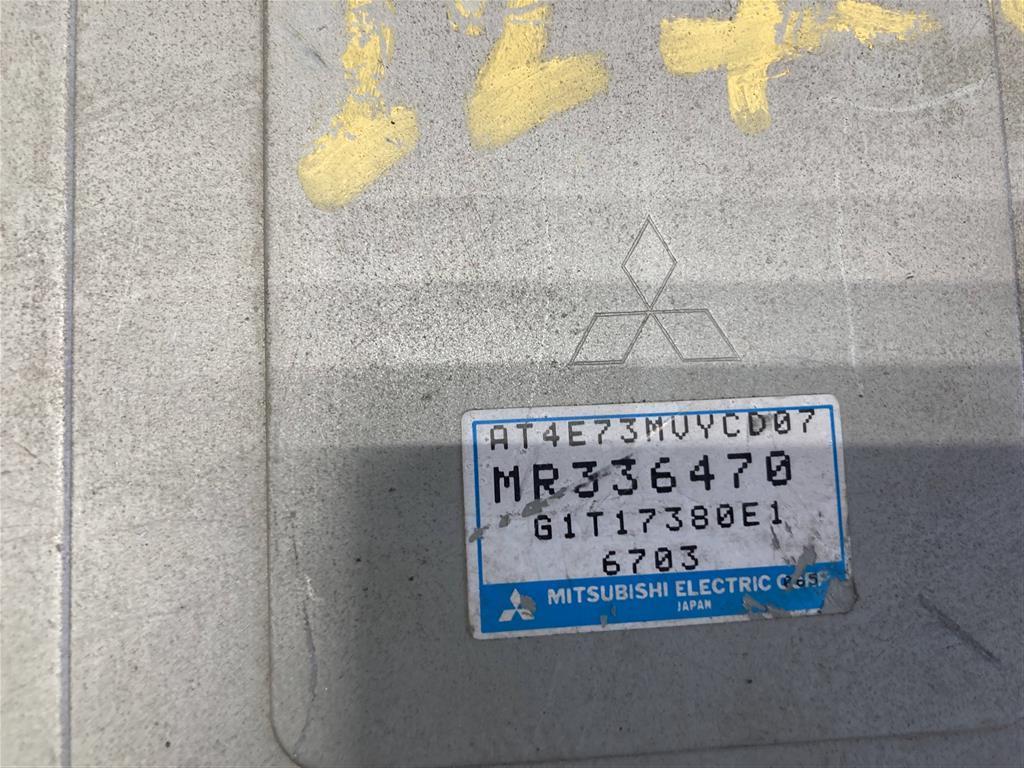 AT4E73MVYCD07
MR336470
G1T17380E1
6703
MITSUBISHI ELECTRIC
JAPAN